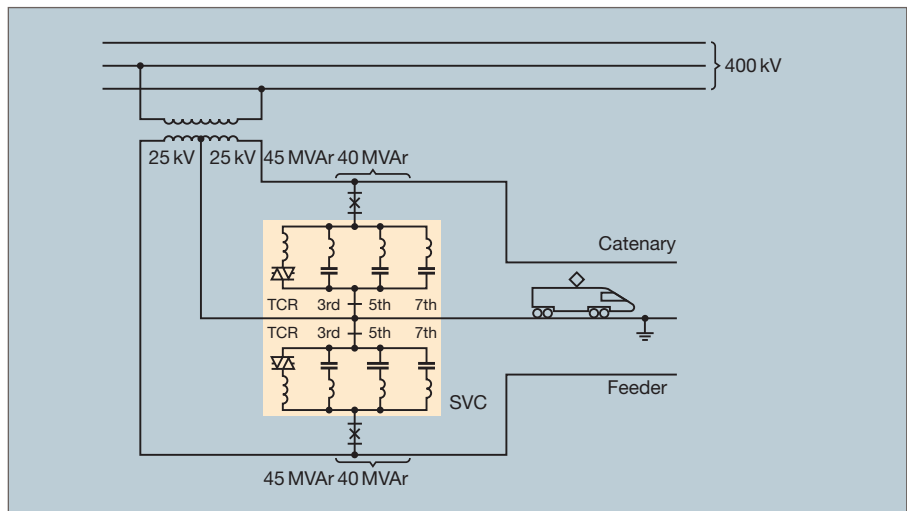 400 kV
25 kV 25 kV 45 MVAr 40 MVAr
Catenary
TCR 3rd 5th 7th
TCR 3rd 5th 7th
SVC
Feeder
45 MVAr 40 MVAr